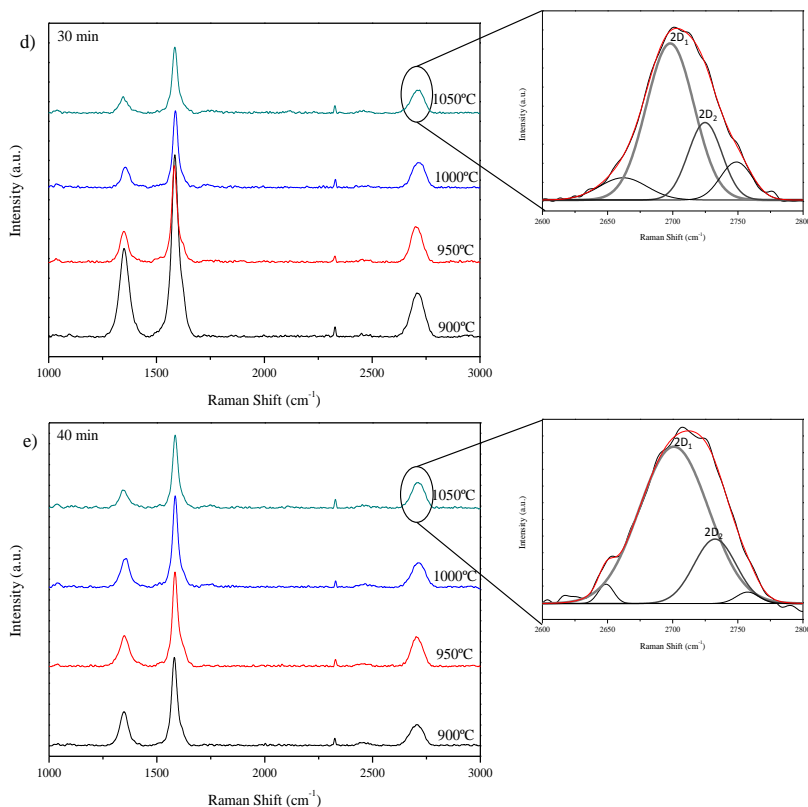 d)
30 min
1050ºC
1000ºC
950ºC
900ºC
Intensity (a.u.)
1000 1500 2000 2500 3000
Raman Shift (cm-1)
2D1
2D2
Intensity (a.u.)
2600 2650 2700 2750 2800
Raman Shift (cm-1)
e)
40 min
1050ºC
1000ºC
950ºC
900ºC
Intensity (a.u.)
1000 1500 2000 2500 3000
Raman Shift (cm-1)
2D1
2D2
Intensity (a.u.)
2600 2650 2700 2750 2800
Raman Shift (cm-1)